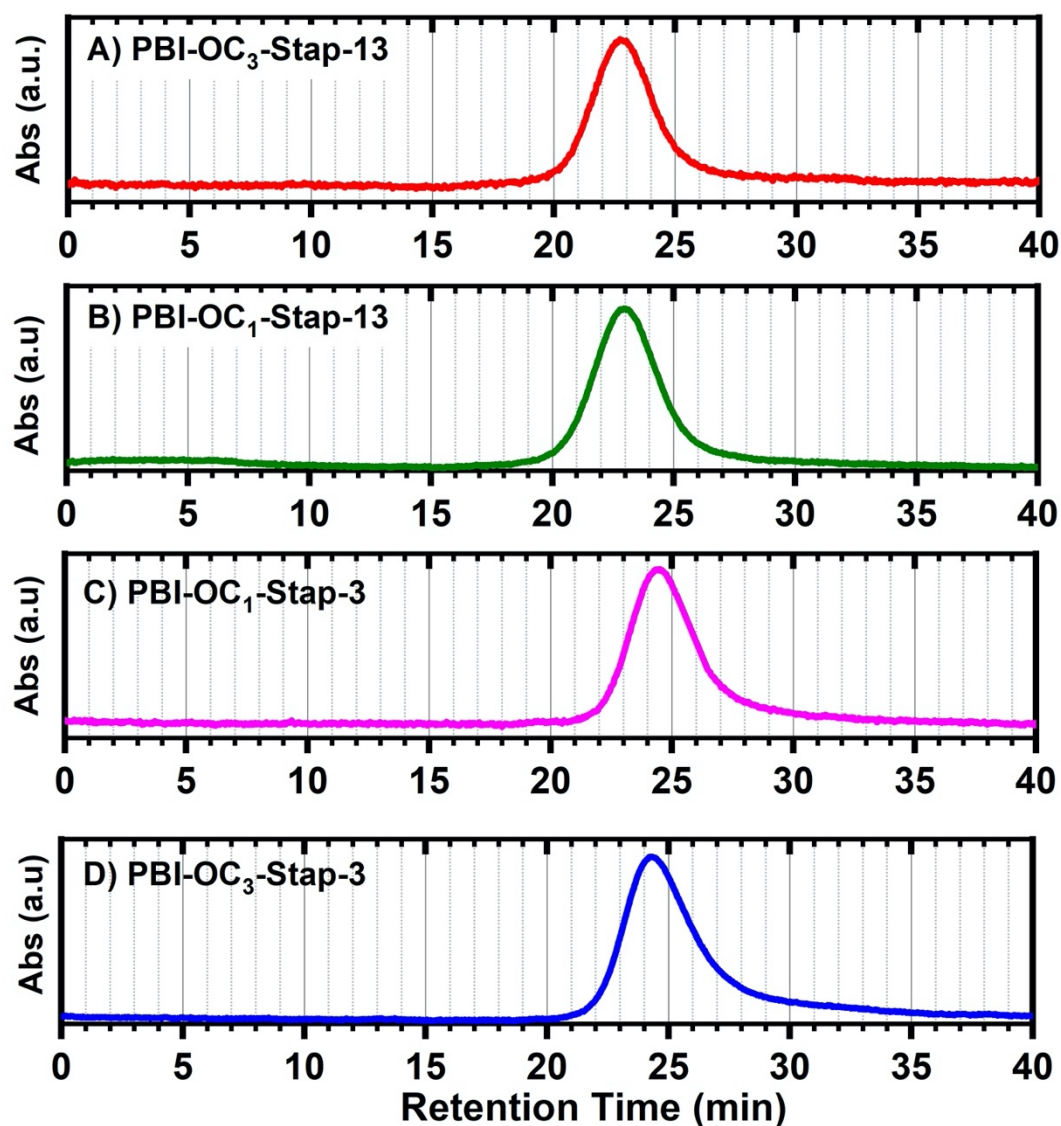 A) PBI-OC₃-Stap-13
Abs (a.u.)
0 5 10 15 20 25 30 35 40
B) PBI-OC₁-Stap-13
Abs (a.u)
0 5 10 15 20 25 30 35 40
C) PBI-OC₁-Stap-3
Abs (a.u)
0 5 10 15 20 25 30 35 40
D) PBI-OC₃-Stap-3
Abs (a.u)
0 5 10 15 20 25 30 35 40
Retention Time (min)